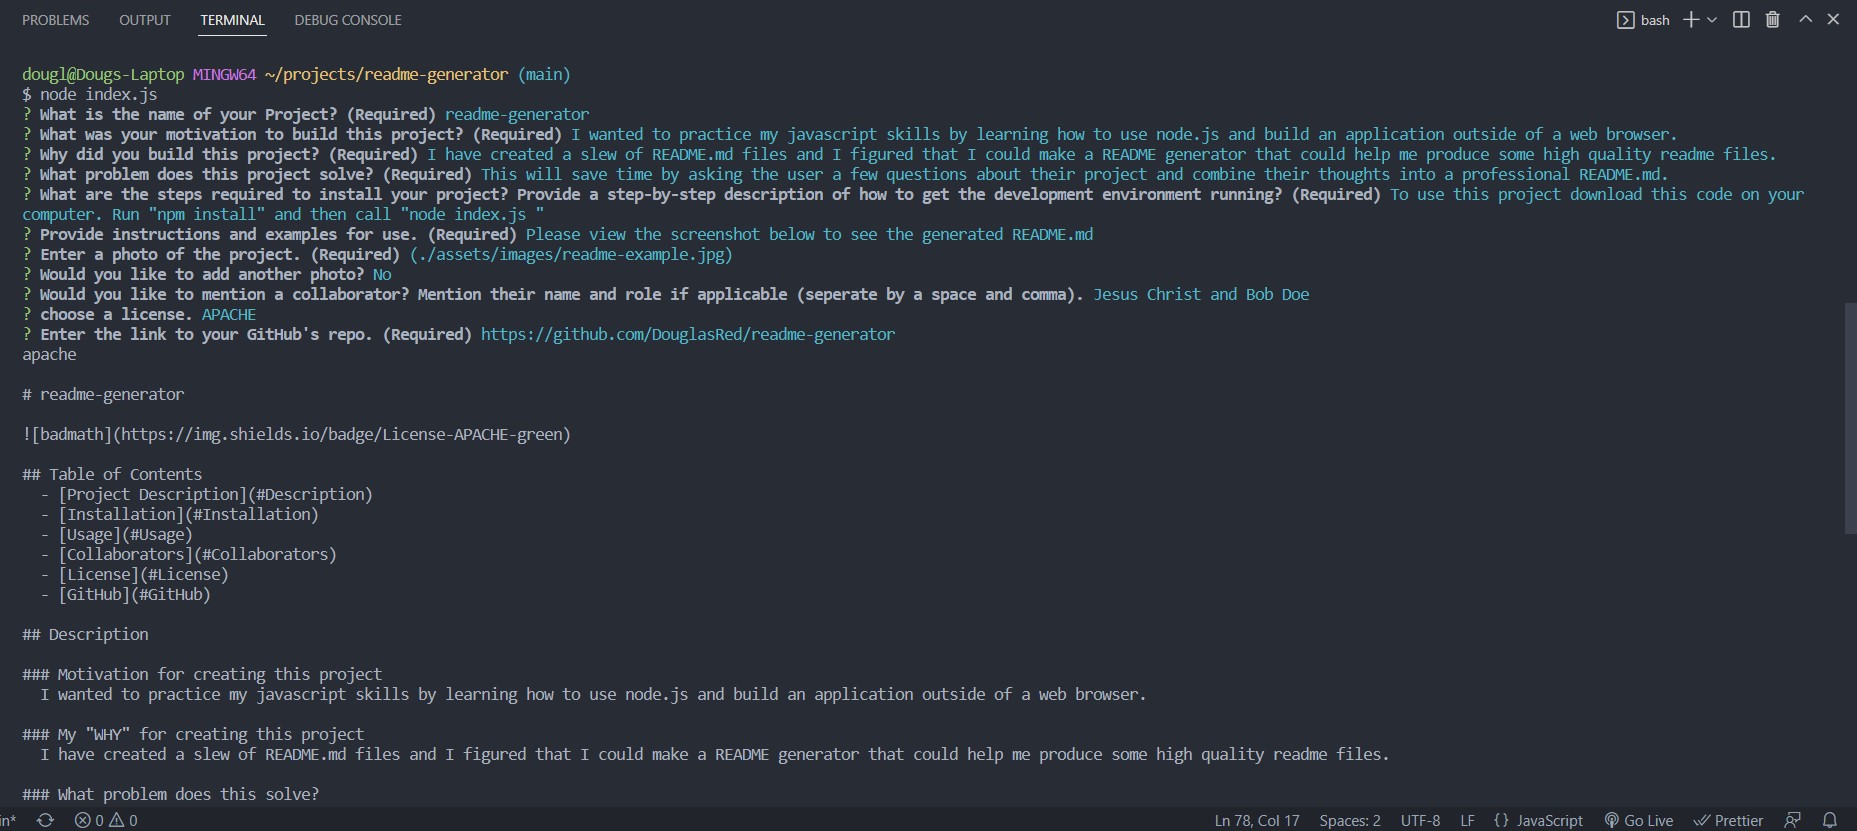 PROBLEMS OUTPUT TERMINAL DEBUG CONSOLE bash
dougl@Dougs-Laptop MINGW64 ~/projects/readme-generator (main)
$ node index.js
? What is the name of your Project? (Required) readme-generator
? What was your motivation to build this project? (Required) I wanted to practice my javascript skills by learning how to use node.js and build an application outside of a web browser.
? Why did you build this project? (Required) I have created a slew of README.md files and I figured that I could make a README generator that could help me produce some high quality readme files.
? What problem does this project solve? (Required) This will save time by asking the user a few questions about their project and combine their thoughts into a professional README.md.
? What are the steps required to install your project? Provide a step-by-step description of how to get the development environment running? (Required) To use this project download this code on your
computer. Run "npm install" and then call "node index.js "
? Provide instructions and examples for use. (Required) Please view the screenshot below to see the generated README.md
? Enter a photo of the project. (Required) (./assets/images/readme-example.jpg)
? Would you like to add another photo? No
? Would you like to mention a collaborator? Mention their name and role if applicable (seperate by a space and comma). Jesus Christ and Bob Doe
? choose a license. APACHE
? Enter the link to your GitHub's repo. (Required) https://github.com/DouglasRed/readme-generator
apache
# readme-generator
![badmath](https://img.shields.io/badge/License-APACHE-green)
## Table of Contents
- [Project Description](#Description)
- [Installation](#Installation)
- [Usage](#Usage)
- [Collaborators](#Collaborators)
- [License](#License)
- [GitHub](#GitHub)
## Description
### Motivation for creating this project
I wanted to practice my javascript skills by learning how to use node.js and build an application outside of a web browser.
### My "WHY" for creating this project
I have created a slew of README.md files and I figured that I could make a README generator that could help me produce some high quality readme files.
### What problem does this solve?
in* 0 0 Ln 78, Col 17 Spaces: 2 UTF-8 LF {} JavaScript Go Live Prettier